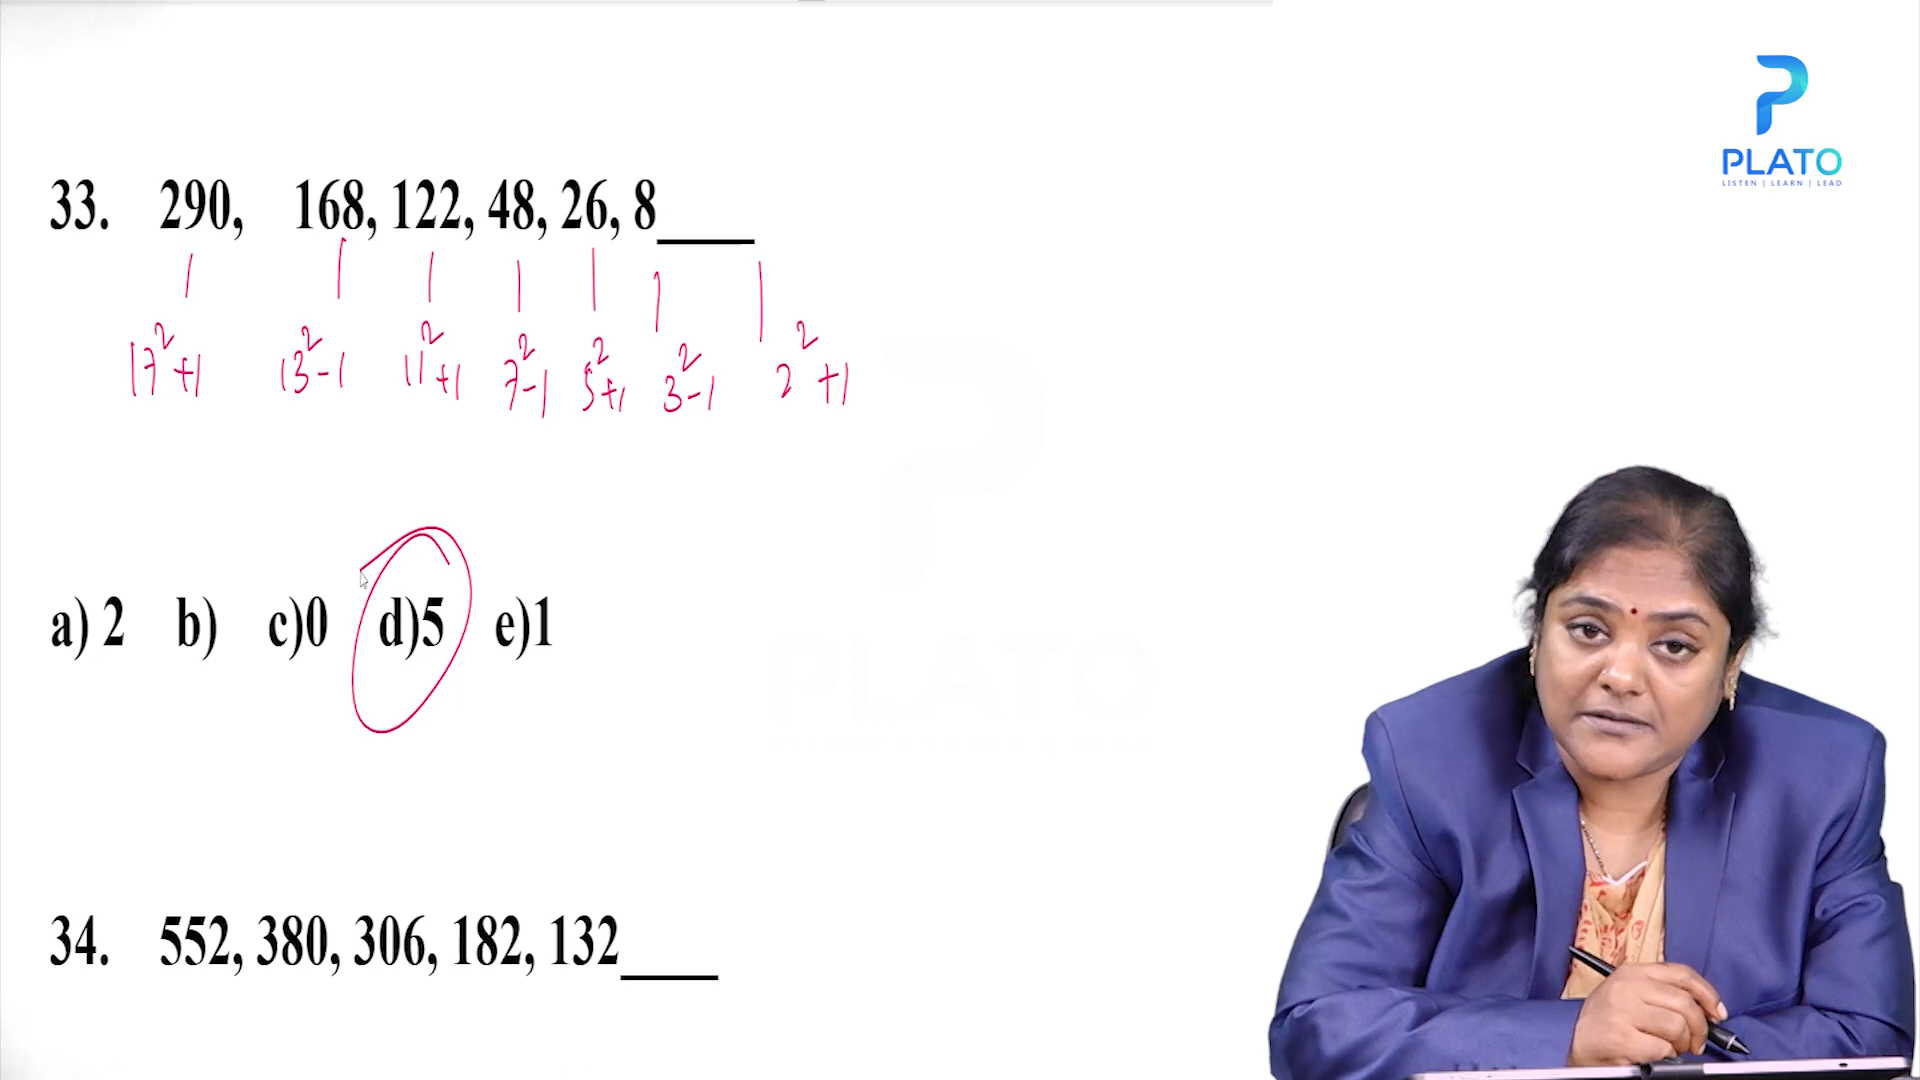 PLATO
LISTEN | LEARN | LEAD
33. 290, 168, 122, 48, 26, 8____
17²+1 13²-1 11²+1 7²-1 5²+1 3²-1 2²+1
PLATO
a) 2 b) c)0 d)5 e)1
34. 552, 380, 306, 182, 132____